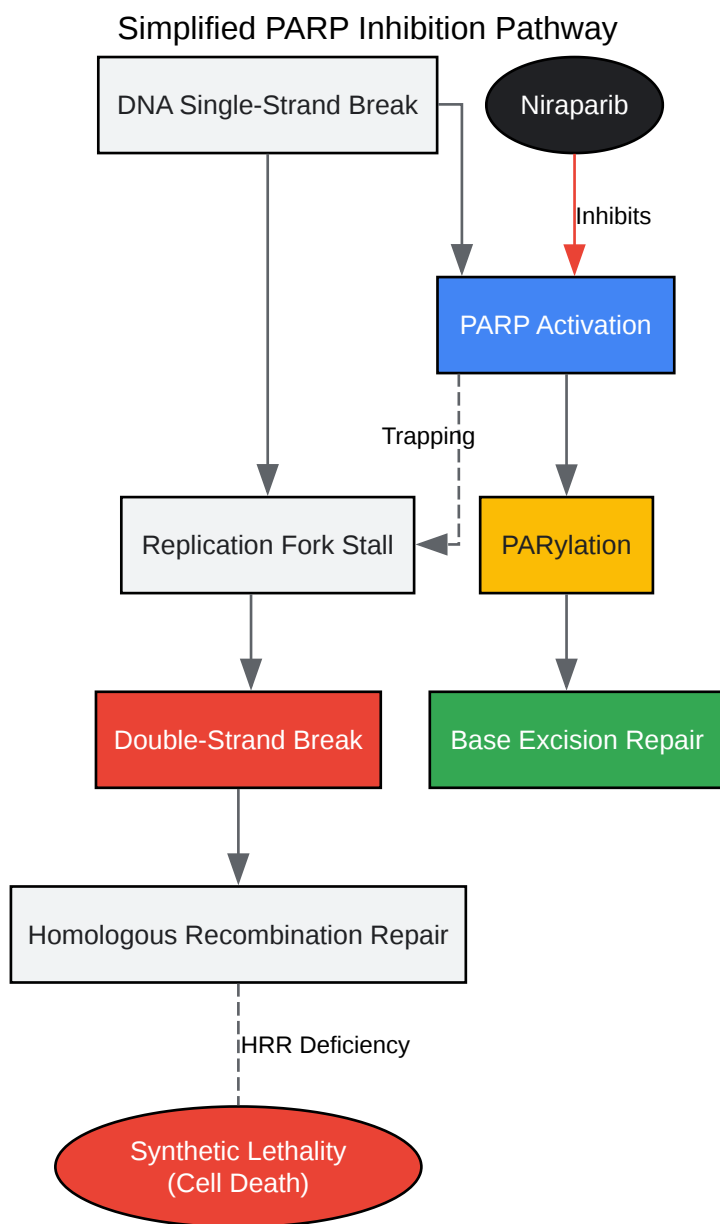 Simplified PARP Inhibition Pathway
DNA Single-Strand Break
Niraparib
Inhibits
PARP Activation
Trapping
Replication Fork Stall
PARylation
Double-Strand Break
Base Excision Repair
Homologous Recombination Repair
HRR Deficiency
Synthetic Lethality
(Cell Death)